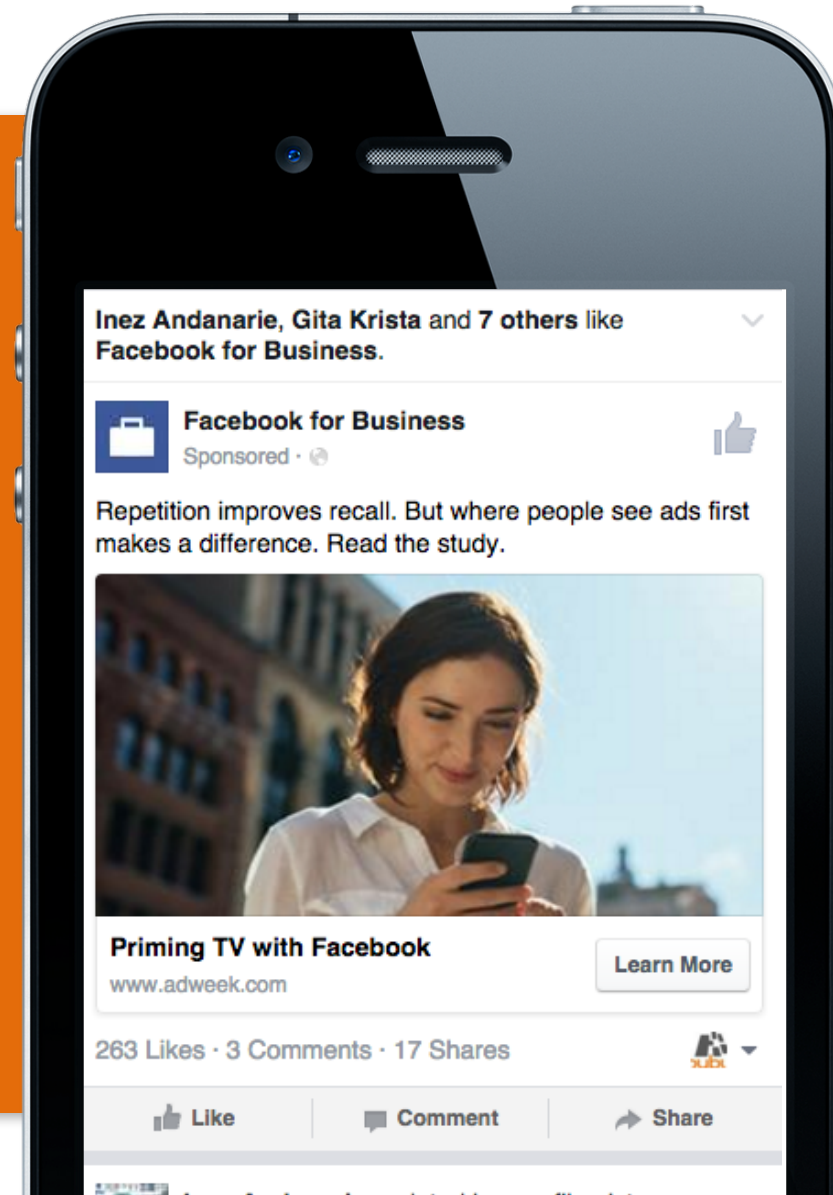 Inez Andanarie, Gita Krista and 7 others like
Facebook for Business.
Facebook for Business
Sponsored ·
Repetition improves recall. But where people see ads first
makes a difference. Read the study.
Priming TV with Facebook
www.adweek.com
Learn More
263 Likes · 3 Comments · 17 Shares
Like Comment Share